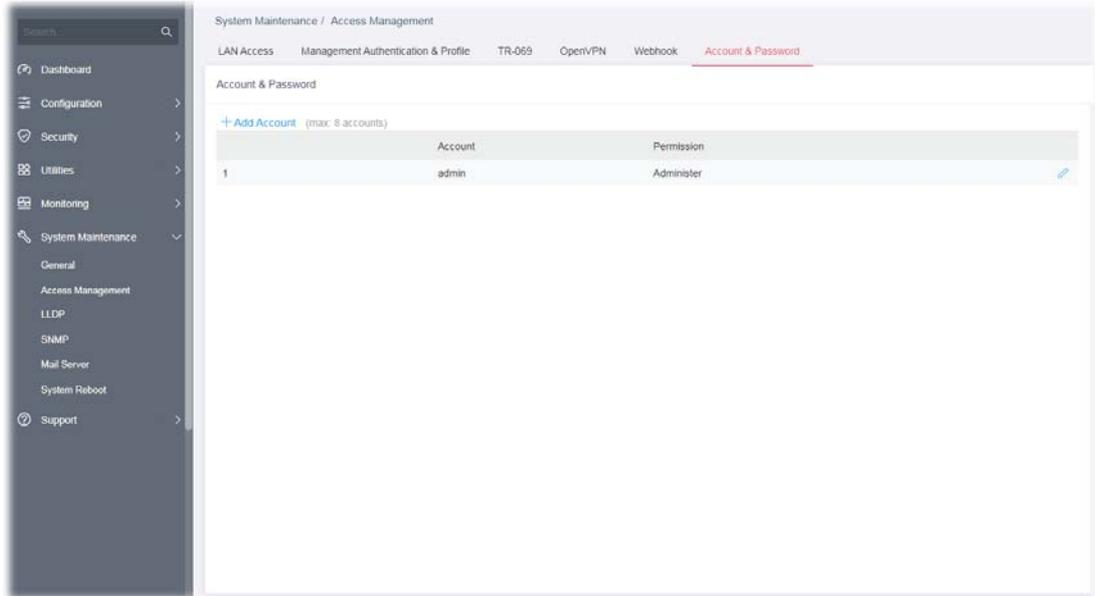 Search...
Dashboard
Configuration
Security
Utilities
Monitoring
System Maintenance
General
Access Management
LLDP
SNMP
Mail Server
System Reboot
Support
System Maintenance / Access Management
LAN Access Management Authentication & Profile TR-069 OpenVPN Webhook Account & Password
Account & Password
+ Add Account (max: 8 accounts)
Account Permission
1 admin Administer